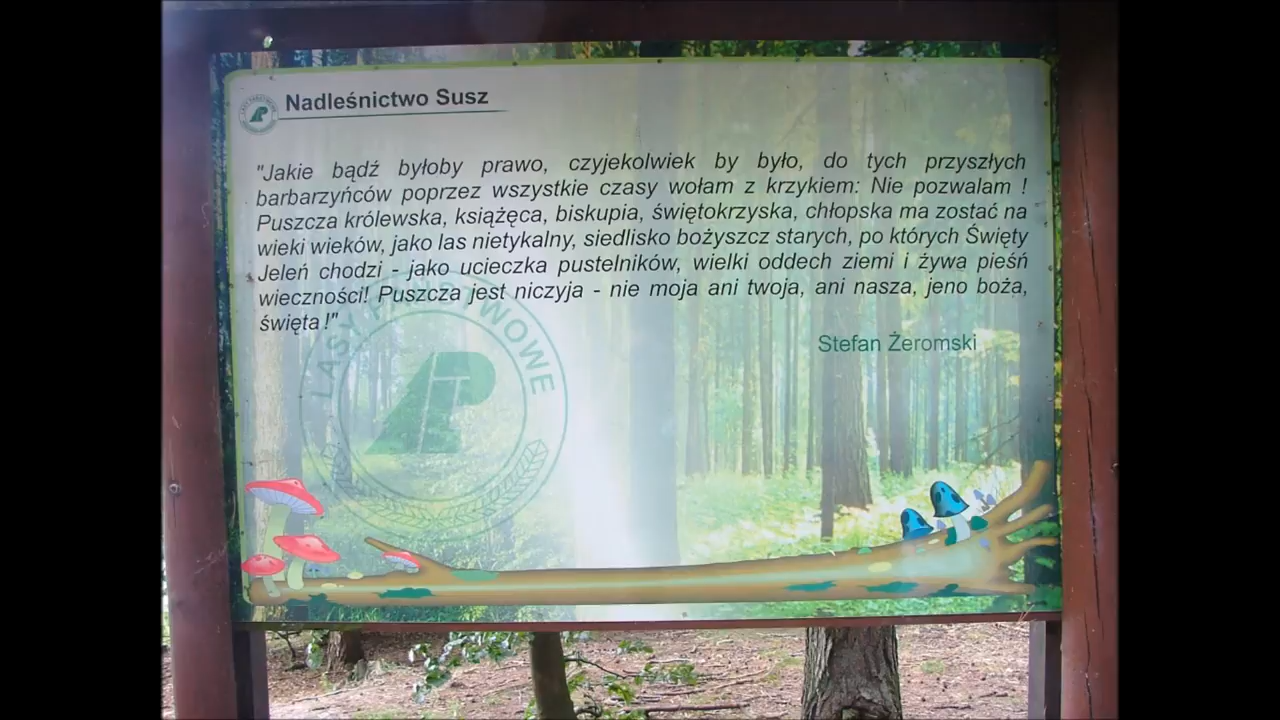 Nadleśnictwo Susz
"Jakie bądź byłoby prawo, czyjekolwiek by było, do tych przyszłych
barbarzyńców poprzez wszystkie czasy wołam z krzykiem: Nie pozwalam !
Puszcza królewska, książęca, biskupia, świętokrzyska, chłopska ma zostać na
wieki wieków, jako las nietykalny, siedlisko bożyszcz starych, po których Święty
Jeleń chodzi - jako ucieczka pustelników, wielki oddech ziemi i żywa pieśń
wieczności! Puszcza jest niczyja - nie moja ani twoja, ani nasza, jeno boża,
święta !"
Stefan Żeromski
LASY PAŃSTWOWE